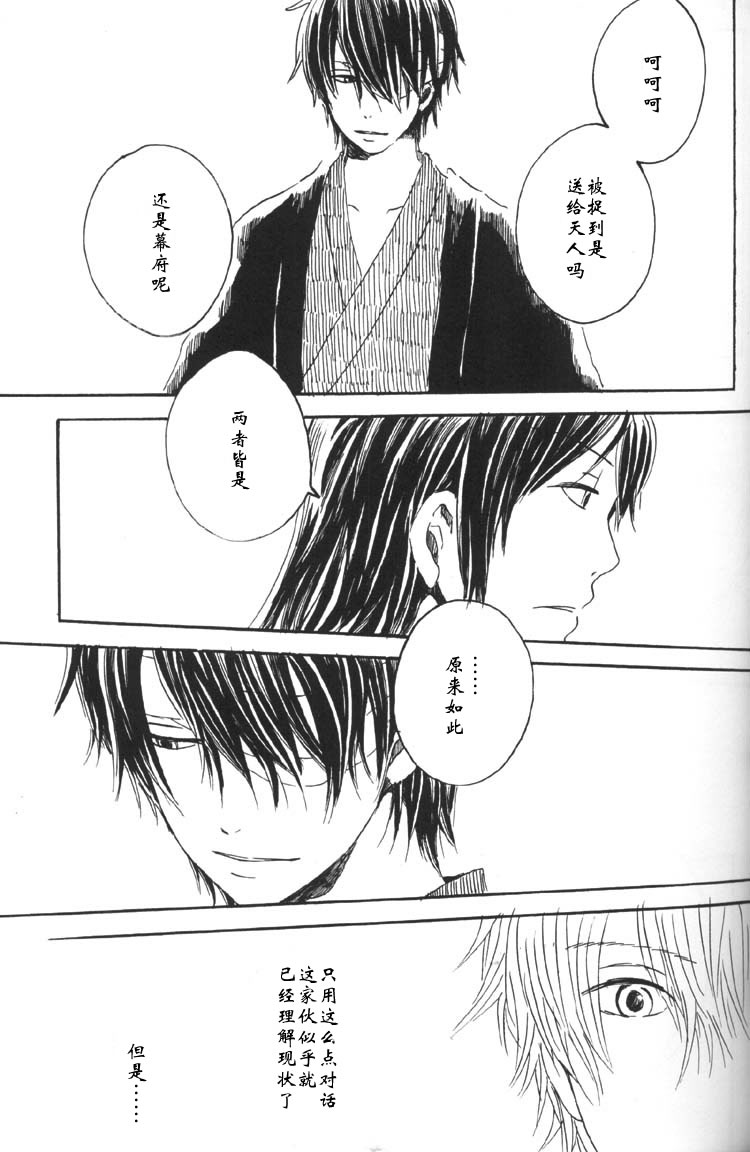 呵呵呵
被捉到是
送给天人吗
还是幕府呢
两者皆是
……
原来如此
只用这么点对话
这家伙似乎就
已经理解现状了
但是……